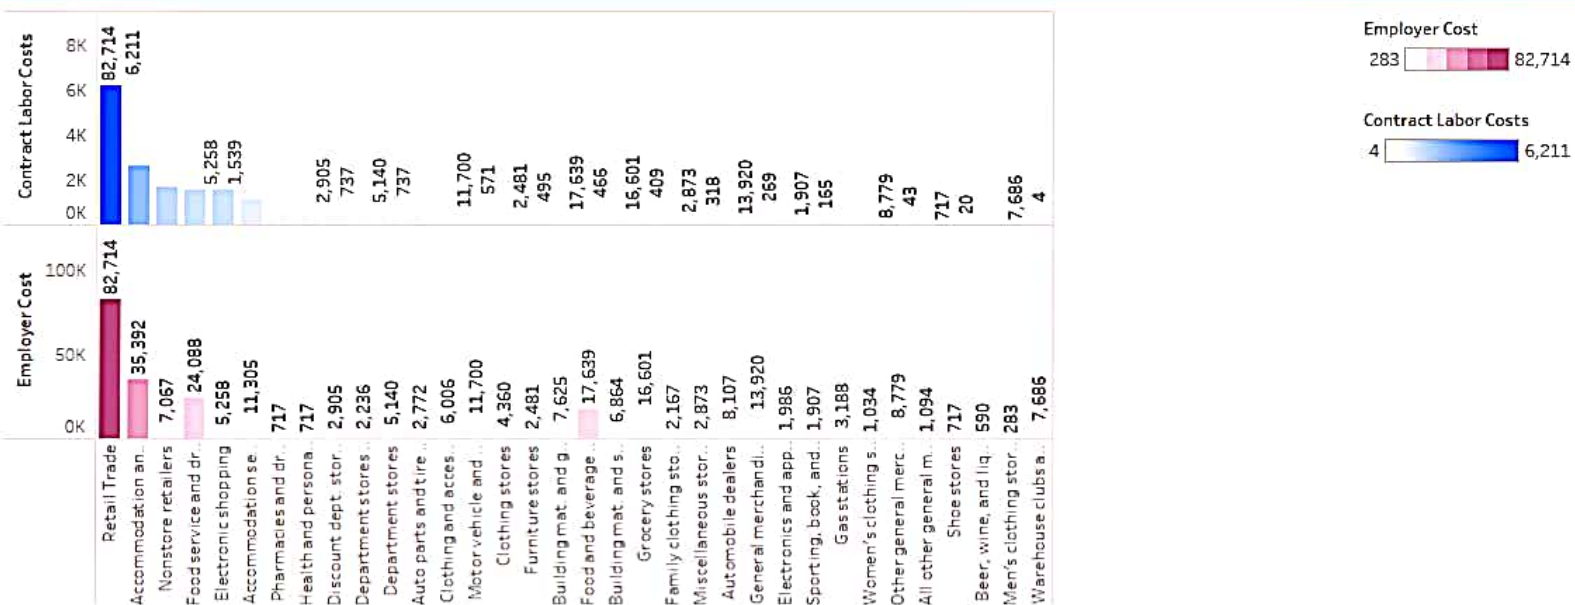 Contract Labor Costs
8K
6K
4K
2K
0K
82,714
6,211
5,258
1,539
2,905
737
5,140
737
11,700
571
2,481
495
17,639
466
16,601
409
2,873
318
13,920
269
1,907
165
8,779
43
717
20
7,686
4
Employer Cost
100K
50K
0K
82,714
35,392
7,067
24,088
5,258
11,305
717
717
2,905
2,236
5,140
2,772
6,006
11,700
4,360
2,481
7,625
17,639
6,864
16,601
2,167
2,873
8,107
13,920
1,986
1,907
3,188
1,034
8,779
1,094
717
590
283
7,686
Retail Trade
Accommodation an..
Nonstore retailers
Food service and dr..
Electronic shopping
Accommodation se..
Pharmacies and dr..
Health and persona..
Discount dept. stor..
Department stores ..
Department stores
Auto parts and tire ..
Clothing and acces..
Motor vehicle and ..
Clothing stores
Furniture stores
Building mat. and g..
Food and beverage ..
Building mat. and s..
Grocery stores
Family clothing sto..
Miscellaneous stor..
Automobile dealers
General merchandi..
Electronics and app..
Sporting, book, and..
Gas stations
Women's clothing s..
Other general merc..
All other general m..
Shoe stores
Beer, wine, and liq..
Men's clothing stor..
Warehouse clubs a..
Employer Cost
283 82,714
Contract Labor Costs
4 6,211